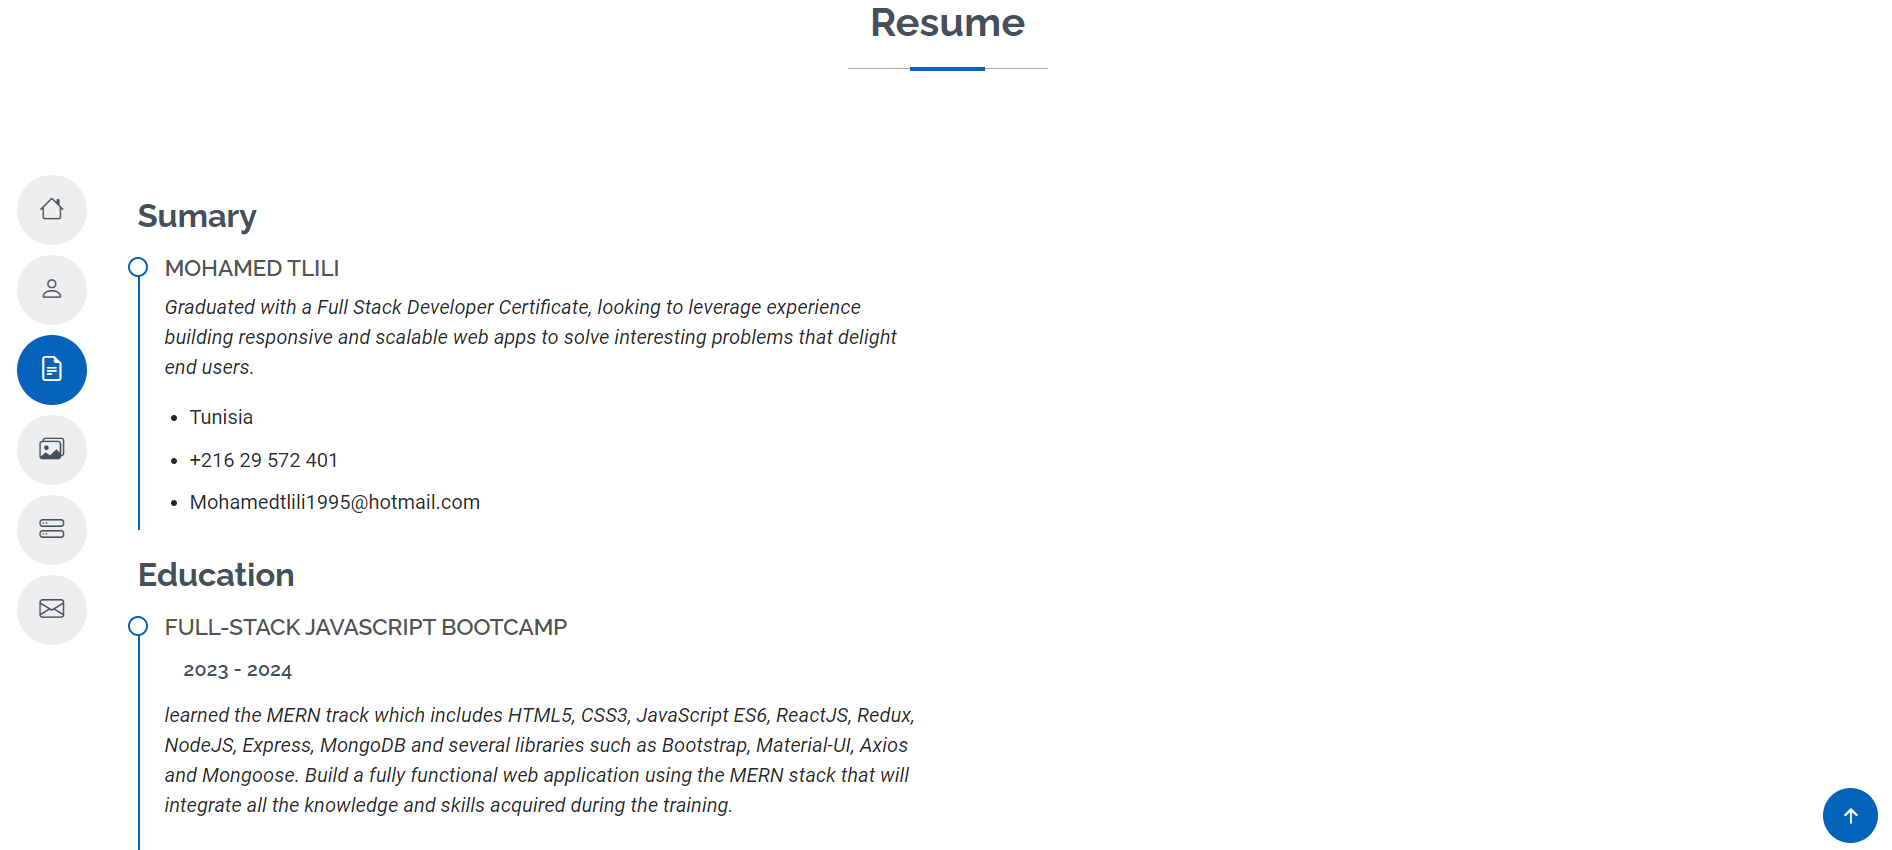 Resume
Sumary
MOHAMED TLILI
Graduated with a Full Stack Developer Certificate, looking to leverage experience
building responsive and scalable web apps to solve interesting problems that delight
end users.
• Tunisia
• +216 29 572 401
• Mohamedtlili1995@hotmail.com
Education
FULL-STACK JAVASCRIPT BOOTCAMP
2023 - 2024
learned the MERN track which includes HTML5, CSS3, JavaScript ES6, ReactJS, Redux,
NodeJS, Express, MongoDB and several libraries such as Bootstrap, Material-UI, Axios
and Mongoose. Build a fully functional web application using the MERN stack that will
integrate all the knowledge and skills acquired during the training.